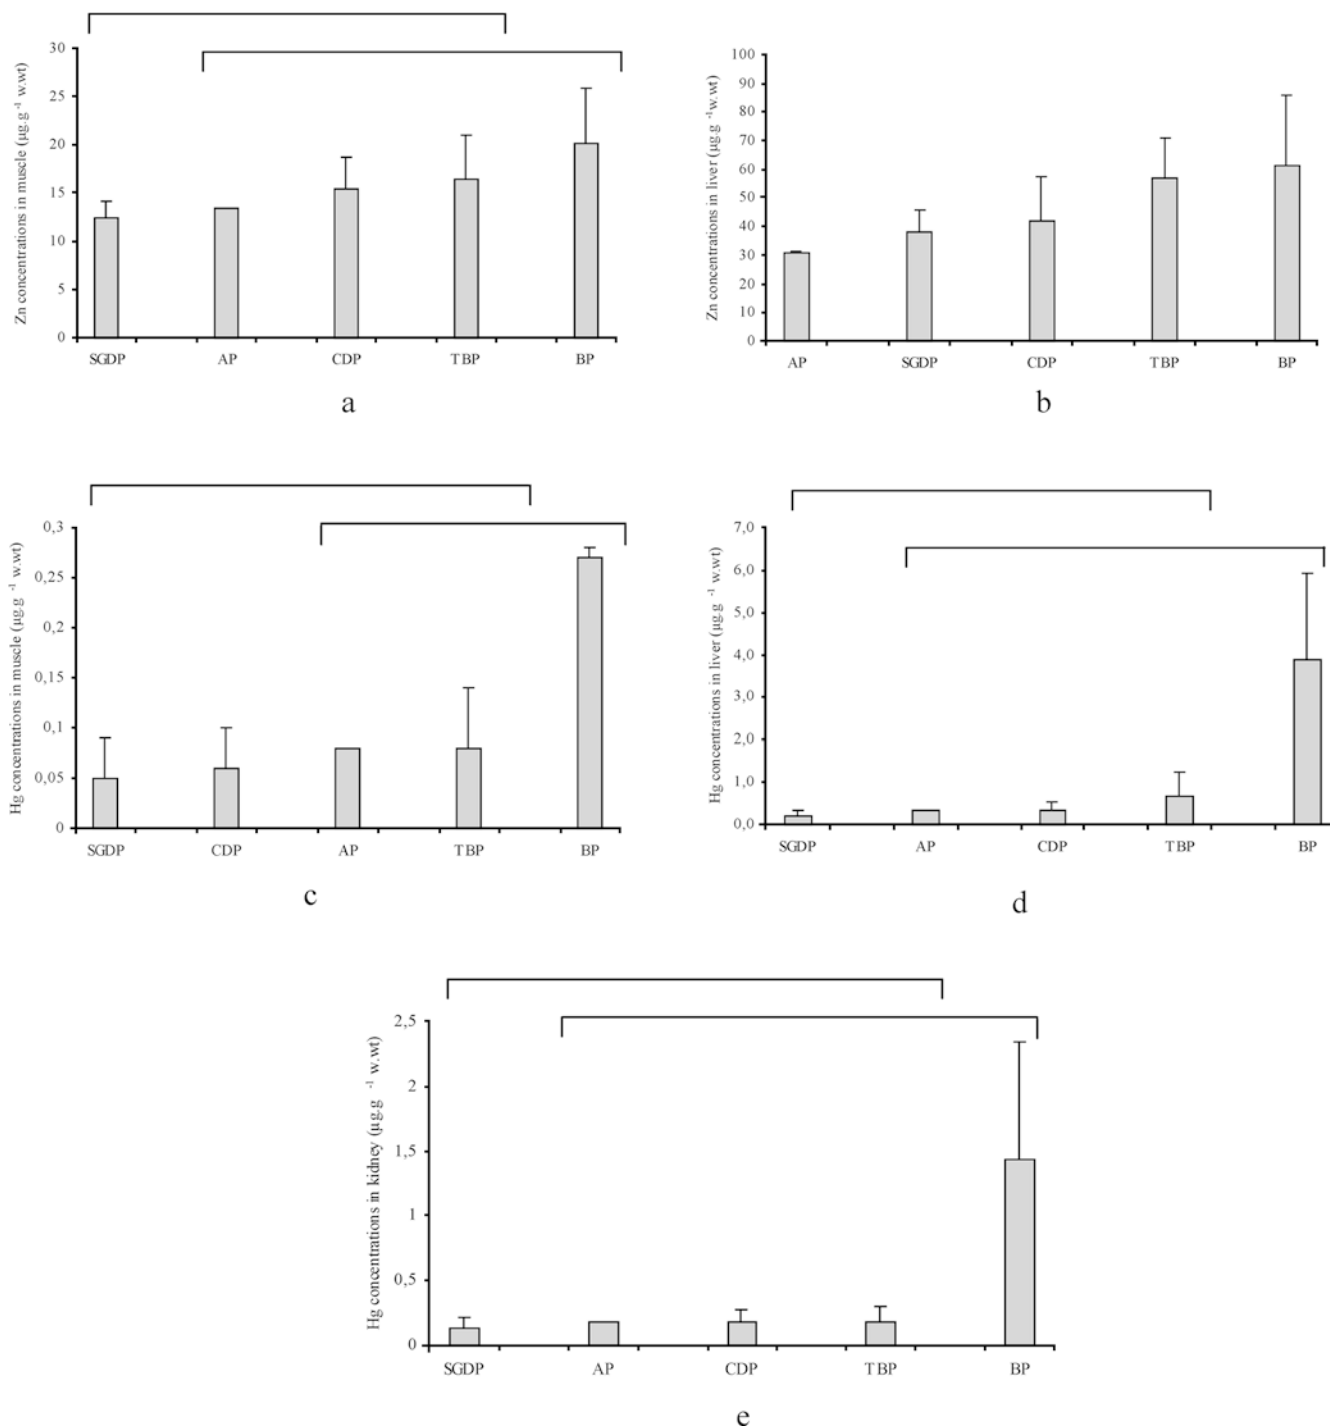 Zn concentrations in muscle (µg.g ⁻¹ w.wt)
30
25
20
15
10
5
0
SGDP AP CDP TBP BP
a
Zn concentrations in liver (µg.g ⁻¹w.wt)
100
90
80
70
60
50
40
30
20
10
0
AP SGDP CDP TBP BP
b
Hg concentrations in muscle (µg.g ⁻¹ w.wt)
0,3
0,25
0,2
0,15
0,1
0,05
0
SGDP CDP AP TBP BP
c
Hg concentrations in liver (µg.g ⁻¹ w.wt)
7,0
6,0
5,0
4,0
3,0
2,0
1,0
0,0
SGDP AP CDP TBP BP
d
Hg concentrations in kidney (µg.g ⁻¹ w.wt)
2,5
2
1,5
1
0,5
0
SGDP AP CDP TBP BP
e